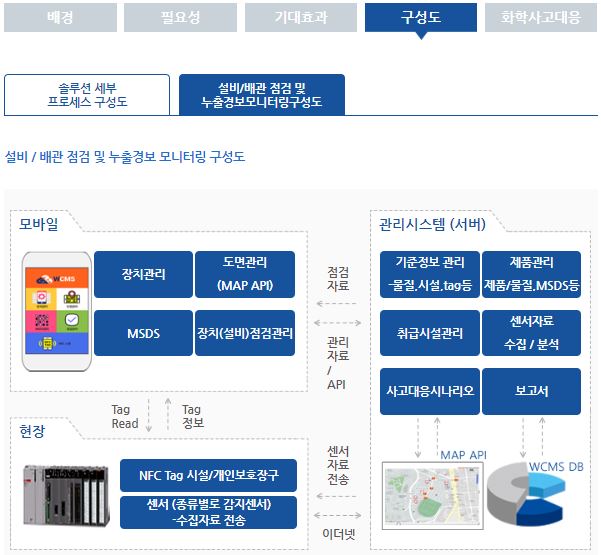 배경
필요성
기대효과
구성도
화학사고대응
솔루션 세부
프로세스 구성도
설비/배관 점검 및
누출경보모니터링구성도
설비 / 배관 점검 및 누출경보 모니터링 구성도
모바일
WCMS
장치관리
도면관리
(MAP API)
MSDS
장치(설비)점검관리
점검
자료
관리
자료
/
API
관리시스템 (서버)
기준정보 관리
-물질,시설,tag등
제품관리
제품/물질,MSDS등
취급시설관리
센서자료
수집 / 분석
사고대응시나리오
보고서
Tag
Read
Tag
정보
현장
NFC Tag 시설/개인보호장구
센서 (종류별로 감지센서)
-수집자료 전송
센서
자료
전송
이더넷
MAP API
WCMS DB